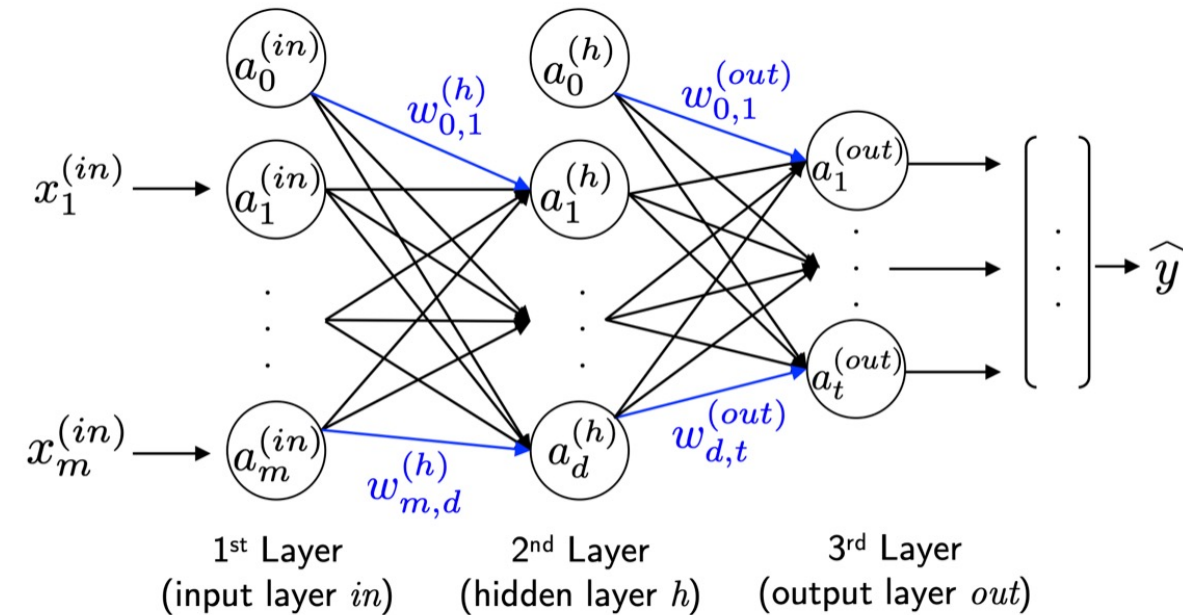 a_0^{(in)}
a_0^{(h)}
w_{0,1}^{(h)}
w_{0,1}^{(out)}
x_1^{(in)}
a_1^{(in)}
a_1^{(h)}
a_1^{(out)}
ŷ
a_t^{(out)}
x_m^{(in)}
a_m^{(in)}
a_d^{(h)}
w_{m,d}^{(h)}
w_{d,t}^{(out)}
1st Layer
(input layer in)
2nd Layer
(hidden layer h)
3rd Layer
(output layer out)